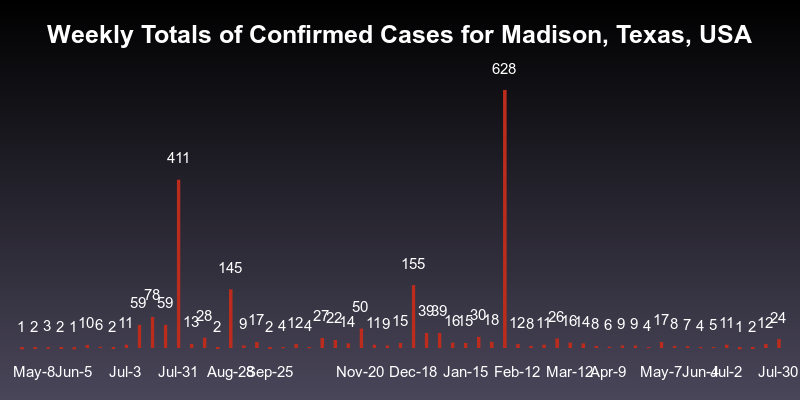 Weekly Totals of Confirmed Cases for Madison, Texas, USA
628
411
155
145
78
59 59
50
39 39
30
28 27 26 24
1 2 3 2 1 10 6 2 11 13 2 9 17 2 4 12 4 22 14 11 9 15 16 15 18 12 8 11 16 14 8 6 9 9 4 17 8 7 4 5 11 1 2 12
May-8 Jun-5 Jul-3 Jul-31 Aug-28 Sep-25 Nov-20 Dec-18 Jan-15 Feb-12 Mar-12 Apr-9 May-7 Jun-4 Jul-2 Jul-30